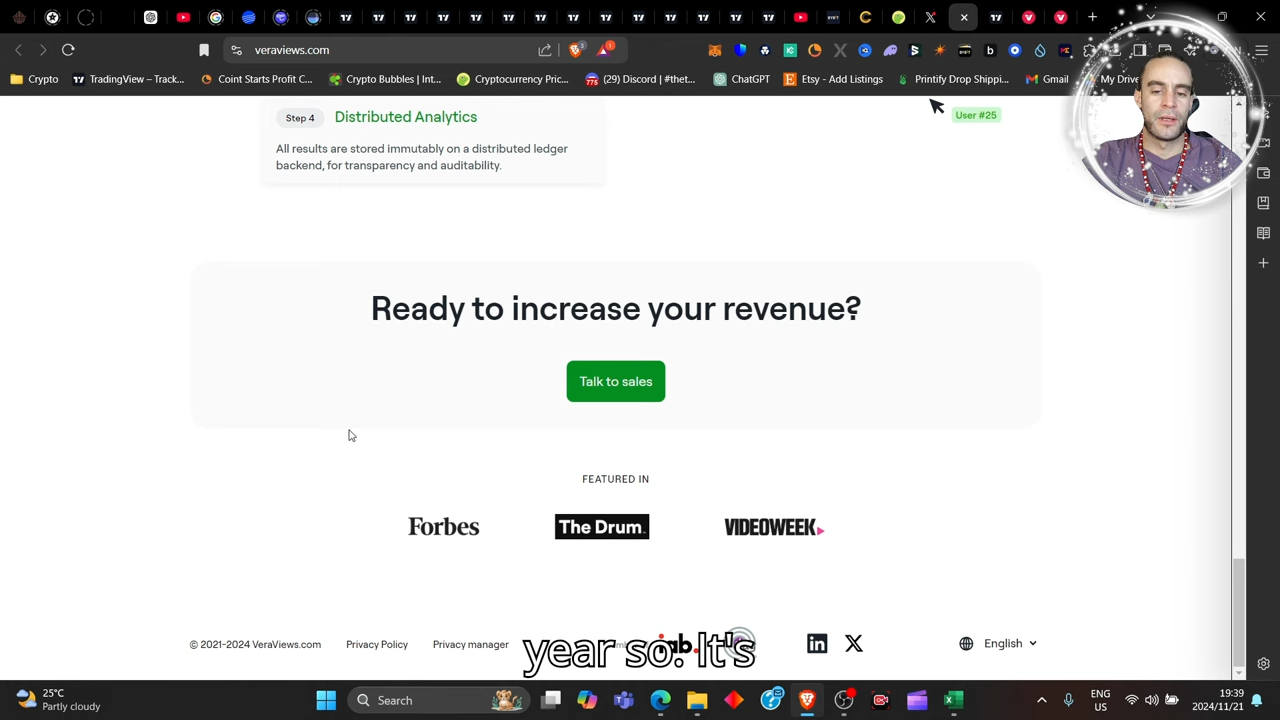 veraviews.com
Crypto
TradingView – Track...
Coint Starts Profit C...
Crypto Bubbles | Int...
Cryptocurrency Pric...
(29) Discord | #thet...
ChatGPT
Etsy - Add Listings
Printify Drop Shippi...
Gmail
My Drive
Step 4
Distributed Analytics
All results are stored immutably on a distributed ledger
backend, for transparency and auditability.
User #25
Ready to increase your revenue?
Talk to sales
FEATURED IN
Forbes
The Drum.
VIDEOWEEK
© 2021-2024 VeraViews.com
Privacy Policy
Privacy manager
iab.
in
X
English
year so. It's
25°C
Partly cloudy
Search
ENG
US
19:39
2024/11/21